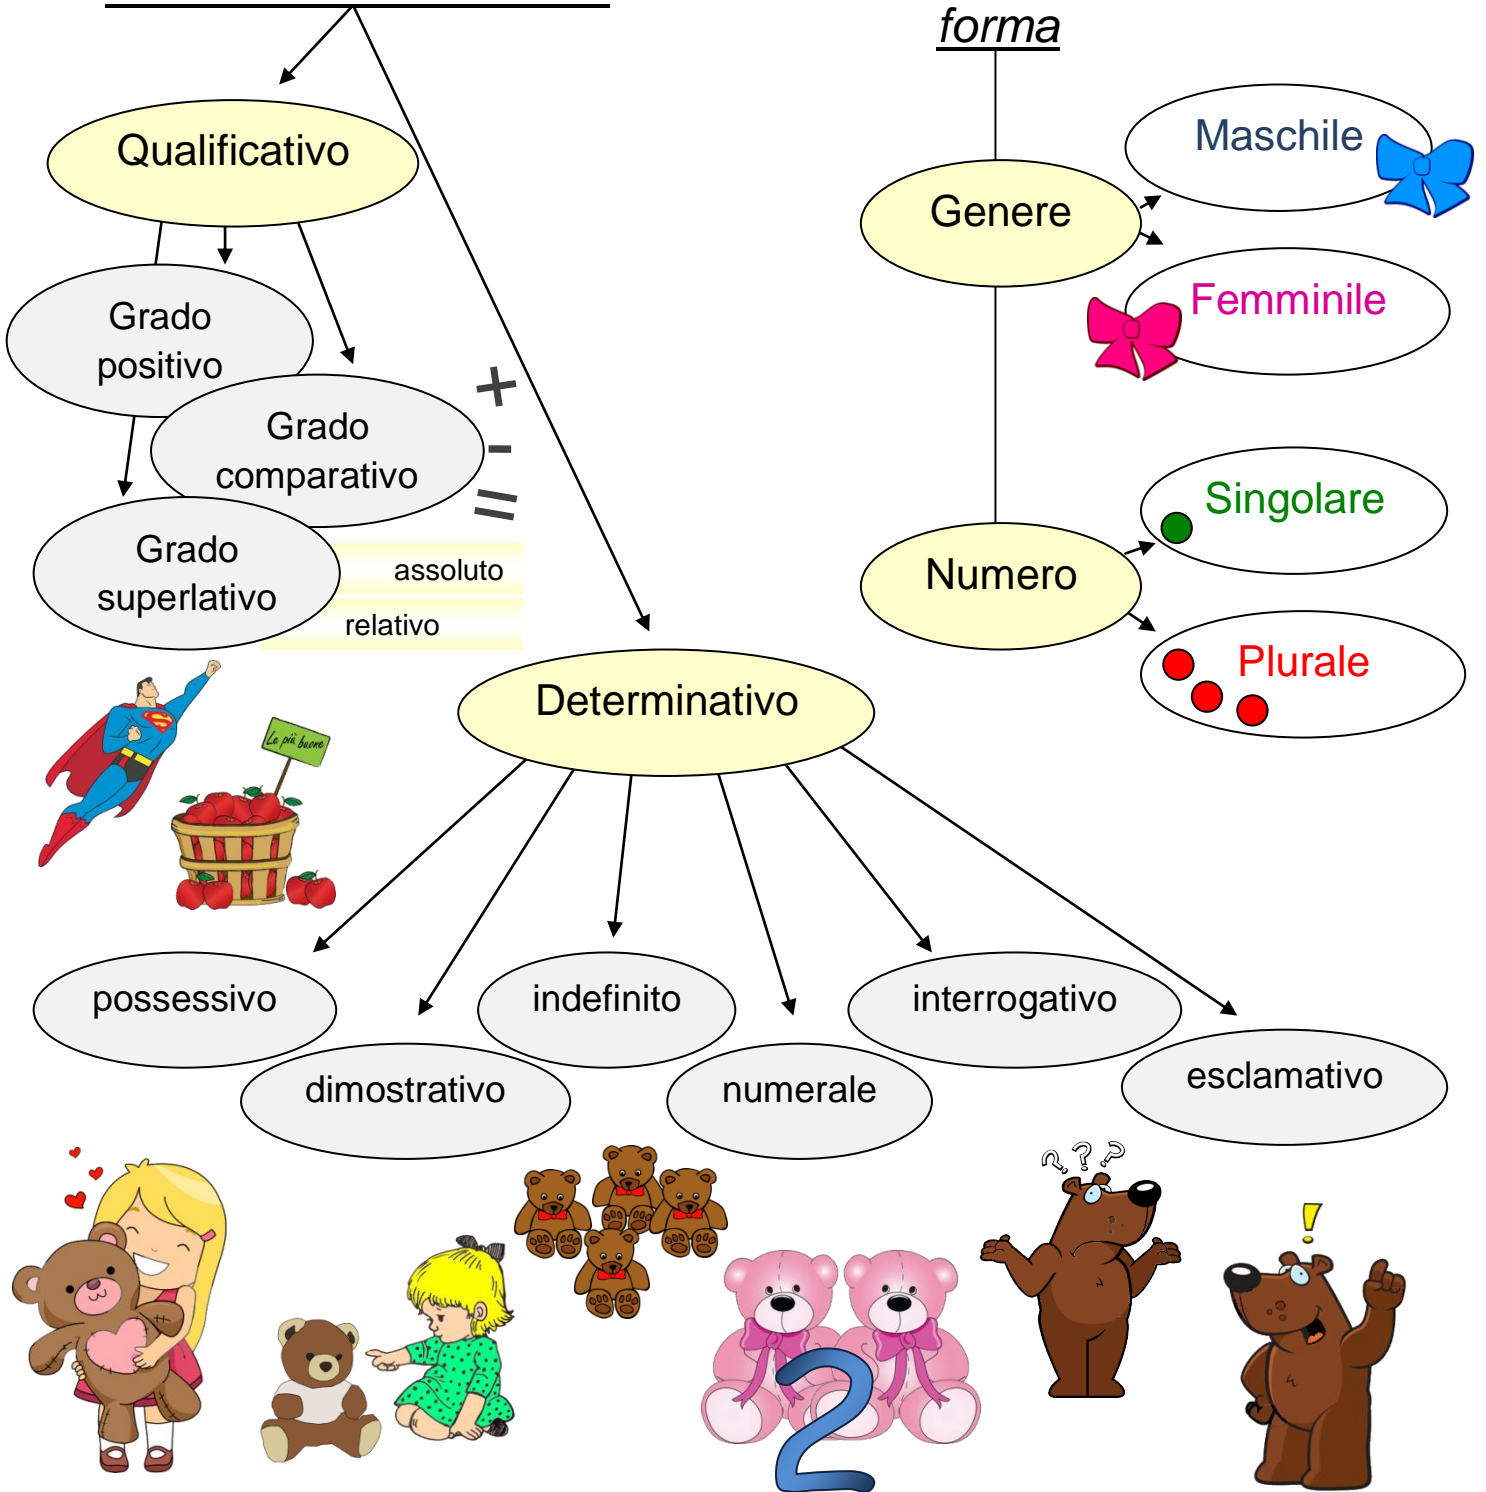 forma
Qualificativo
Maschile
Genere
Femminile
Grado
positivo
+
Grado
comparativo
-
=
Singolare
Grado
superlativo
assoluto
relativo
Numero
Plurale
Determinativo
Le più buone
possessivo
indefinito
interrogativo
dimostrativo
numerale
esclamativo
???
!
2